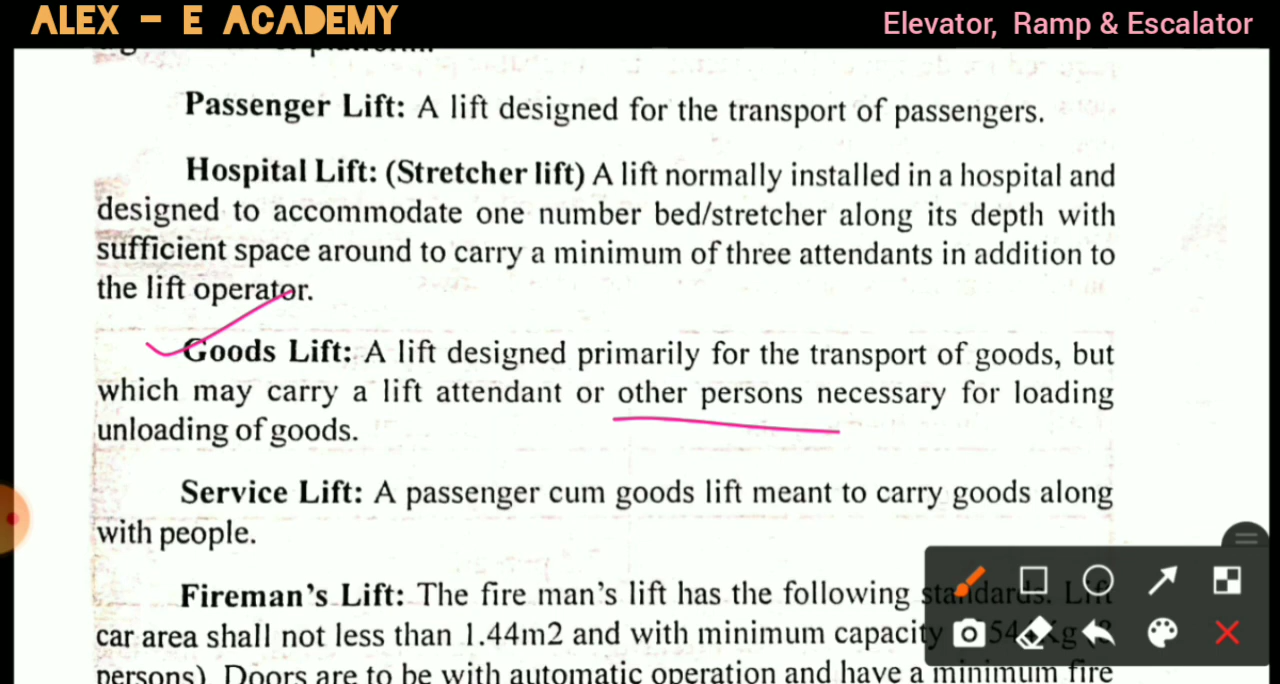 ALEX – E ACADEMY
Elevator, Ramp & Escalator
Passenger Lift: A lift designed for the transport of passengers.
Hospital Lift: (Stretcher lift) A lift normally installed in a hospital and
designed to accommodate one number bed/stretcher along its depth with
sufficient space around to carry a minimum of three attendants in addition to
the lift operator.
Goods Lift: A lift designed primarily for the transport of goods, but
which may carry a lift attendant or other persons necessary for loading
unloading of goods.
Service Lift: A passenger cum goods lift meant to carry goods along
with people.
Fireman's Lift: The fire man's lift has the following standards. Lift
car area shall not less than 1.44m2 and with minimum capacity
persons) Doors are to be with automatic operation and have a minimum fire